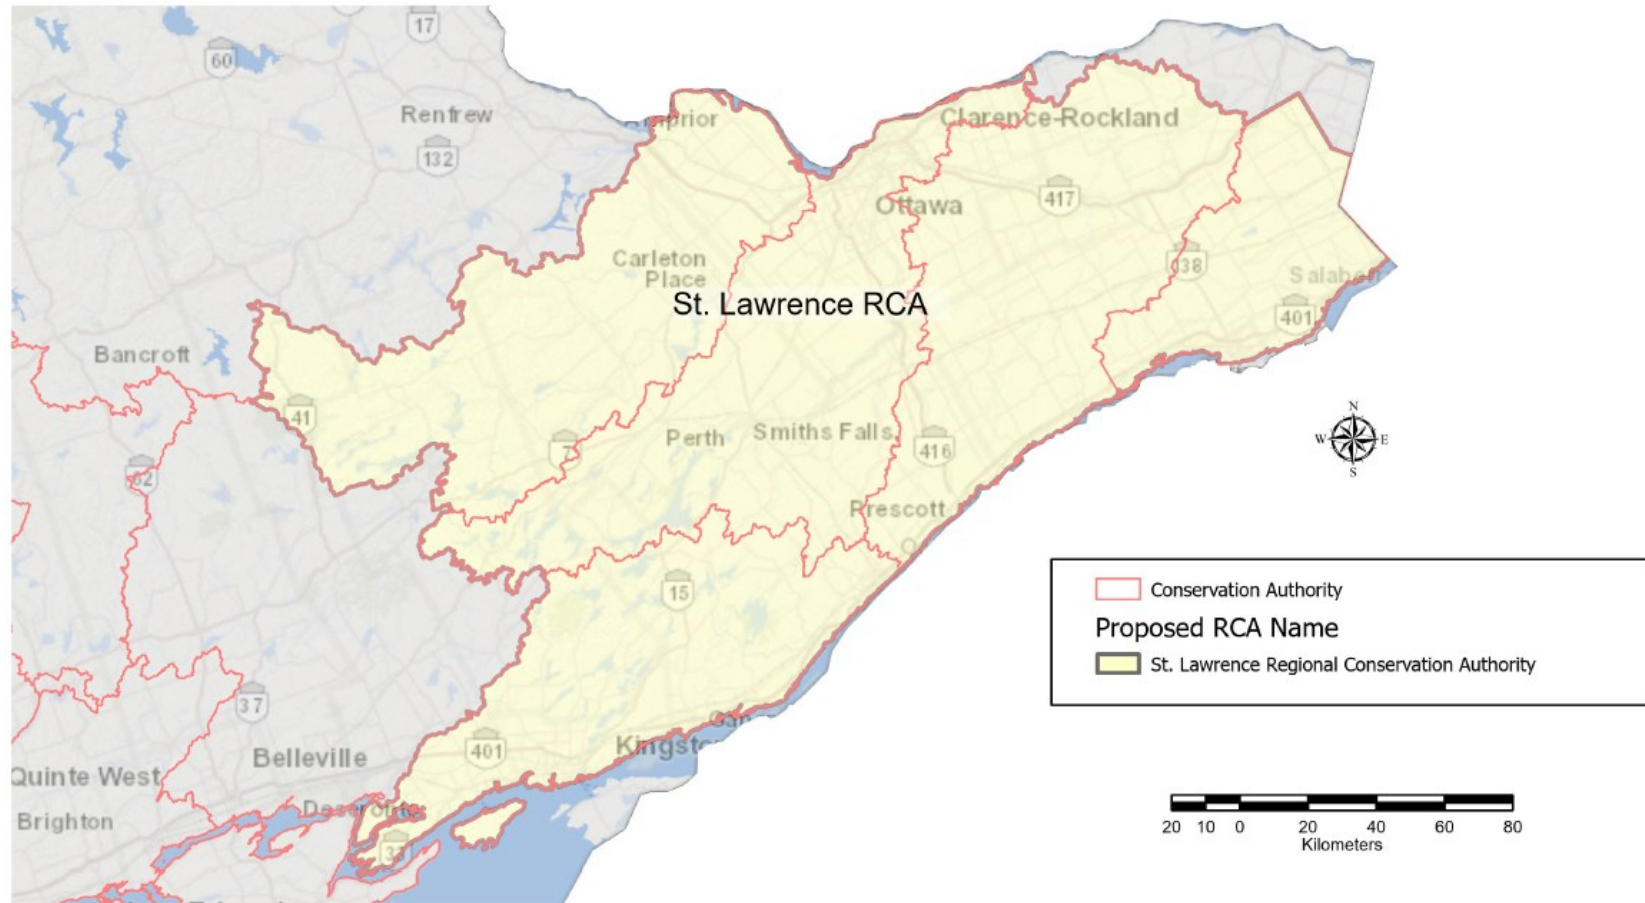 17
60
Renfrew
132
Clarence-Rockland
Ottawa
417
Carleton
Place
138
St. Lawrence RCA
401
Bancroft
41
7
Perth
Smiths Falls
416
62
Prescott
15
37
401
Belleville
Quinte West
Brighton
33
N
W E
S
Conservation Authority
Proposed RCA Name
St. Lawrence Regional Conservation Authority
20 10 0 20 40 60 80
Kilometers